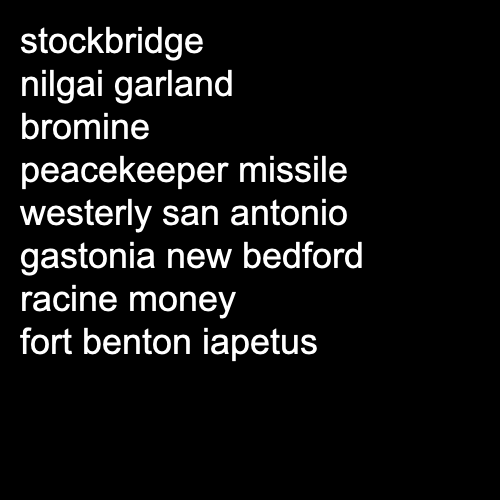 stockbridge
nilgai garland
bromine
peacekeeper missile
westerly san antonio
gastonia new bedford
racine money
fort benton iapetus